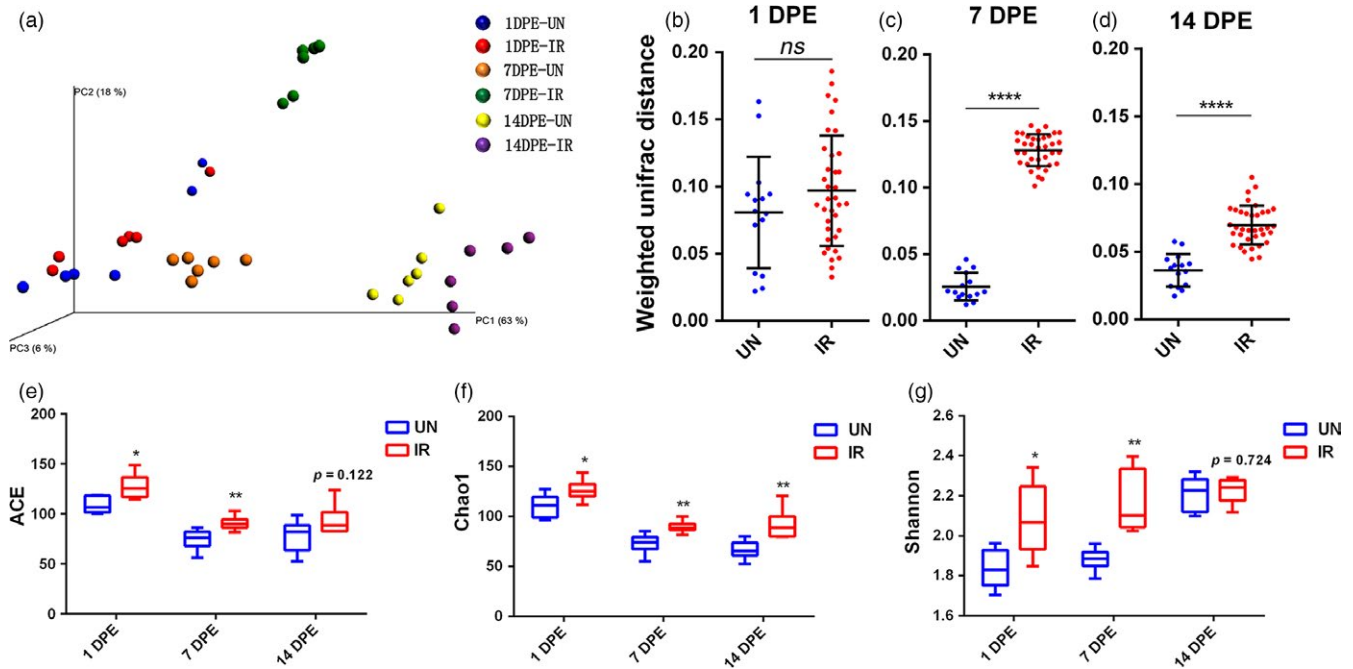 (a)
PC2 (18 %)
PC1 (63 %)
PC3 (6 %)
1DPE-UN
1DPE-IR
7DPE-UN
7DPE-IR
14DPE-UN
14DPE-IR
(b)
1 DPE
Weighted unifrac distance
0.20
0.15
0.10
0.05
0.00
ns
UN
IR
(c)
7 DPE
0.20
0.15
0.10
0.05
0.00
****
UN
IR
(d)
14 DPE
0.20
0.15
0.10
0.05
0.00
****
UN
IR
(e)
ACE
200
150
100
50
0
*
**
p = 0.122
UN
IR
1 DPE
7 DPE
14 DPE
(f)
Chao1
200
150
100
50
0
*
**
**
UN
IR
1 DPE
7 DPE
14 DPE
(g)
Shannon
2.6
2.4
2.2
2.0
1.8
1.6
*
**
p = 0.724
UN
IR
1 DPE
7 DPE
14 DPE